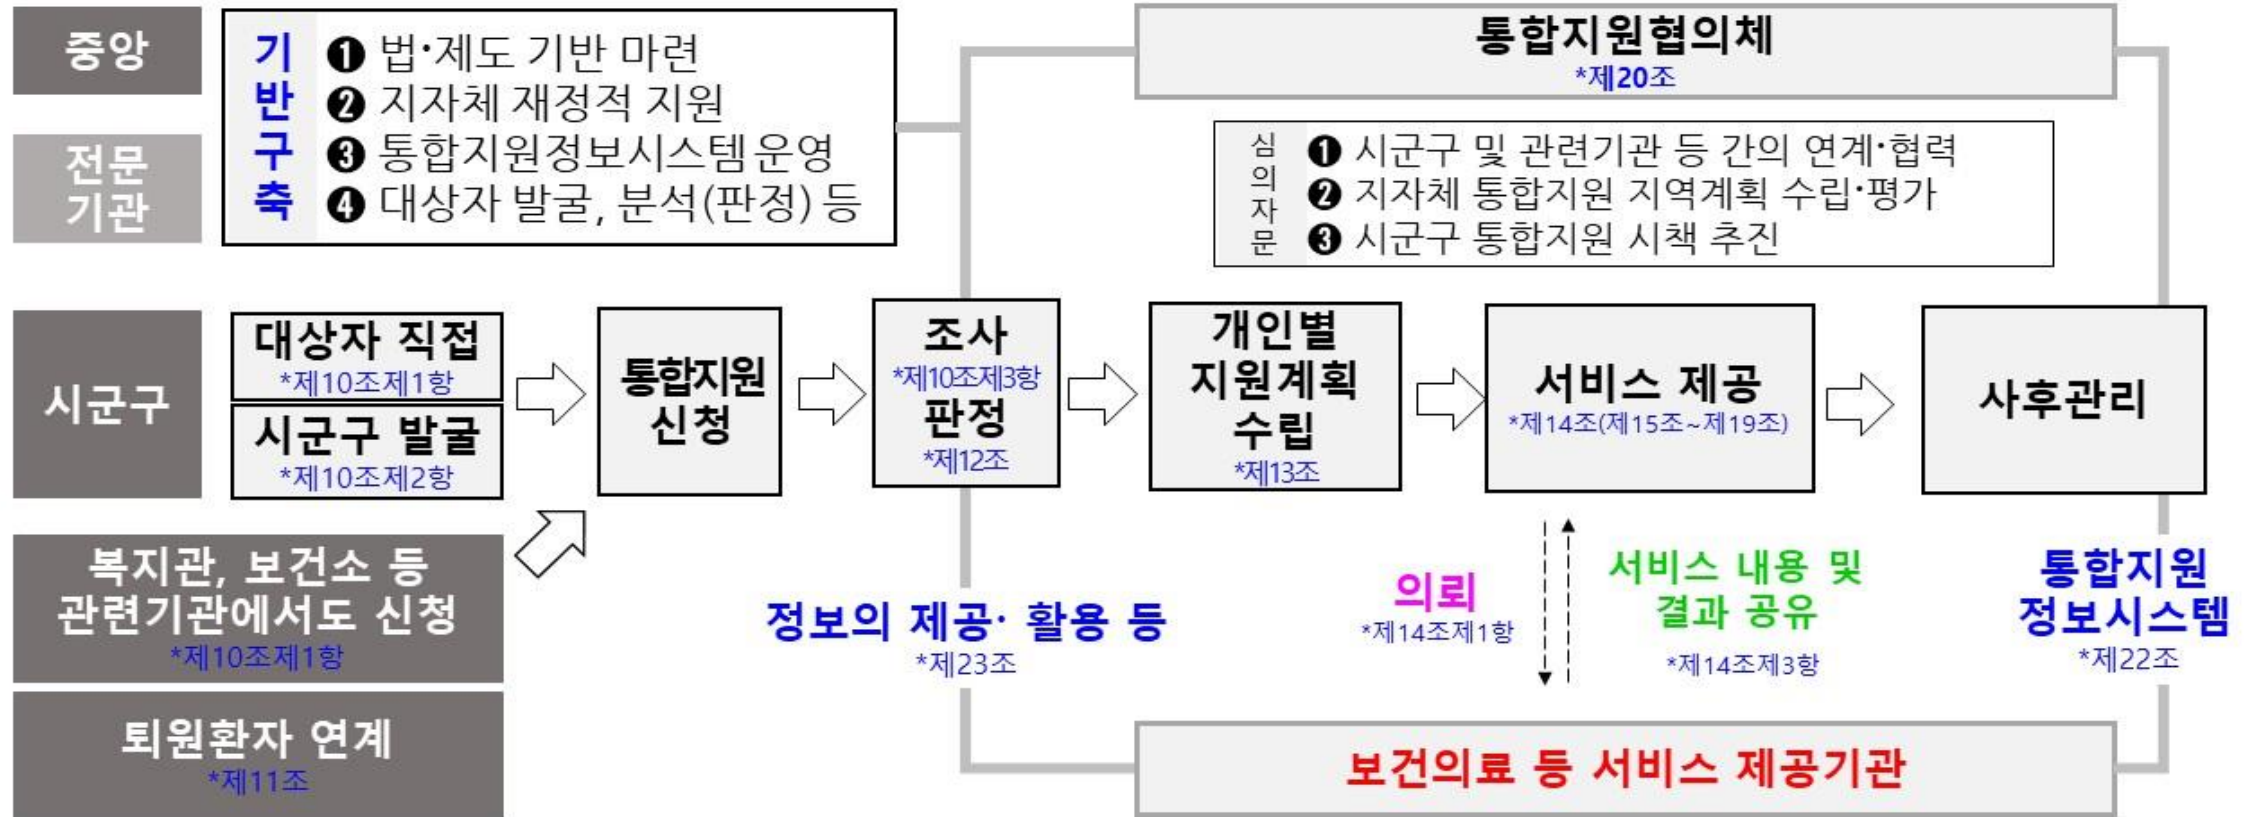 중앙
전문
기관
기반구축
❶ 법·제도 기반 마련
❷ 지자체 재정적 지원
❸ 통합지원정보시스템 운영
❹ 대상자 발굴, 분석(판정) 등
통합지원협의체
*제20조
심의자문
❶ 시군구 및 관련기관 등 간의 연계·협력
❷ 지자체 통합지원 지역계획 수립·평가
❸ 시군구 통합지원 시책 추진
시군구
대상자 직접
*제10조제1항
시군구 발굴
*제10조제2항
통합지원
신청
조사
*제10조제3항
판정
*제12조
개인별
지원계획
수립
*제13조
서비스 제공
*제14조(제15조~제19조)
사후관리
복지관, 보건소 등
관련기관에서도 신청
*제10조제1항
퇴원환자 연계
*제11조
정보의 제공· 활용 등
*제23조
의뢰
*제14조제1항
서비스 내용 및
결과 공유
*제14조제3항
통합지원
정보시스템
*제22조
보건의료 등 서비스 제공기관